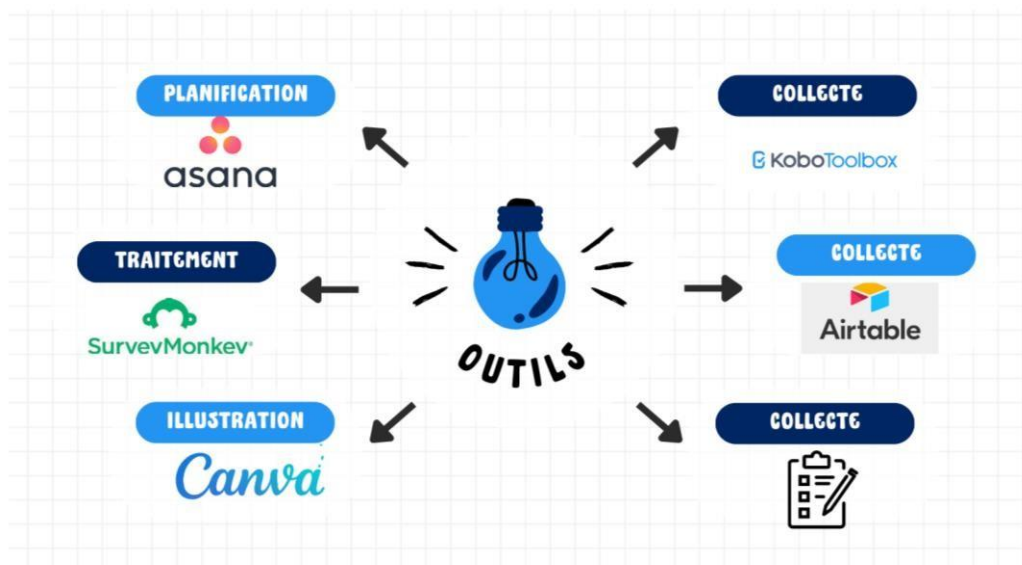 PLANIFICATION
asana
COLLECTE
KoboToolbox
TRAITEMENT
SurveyMonkey
COLLECTE
Airtable
OUTILS
ILLUSTRATION
Canva
COLLECTE